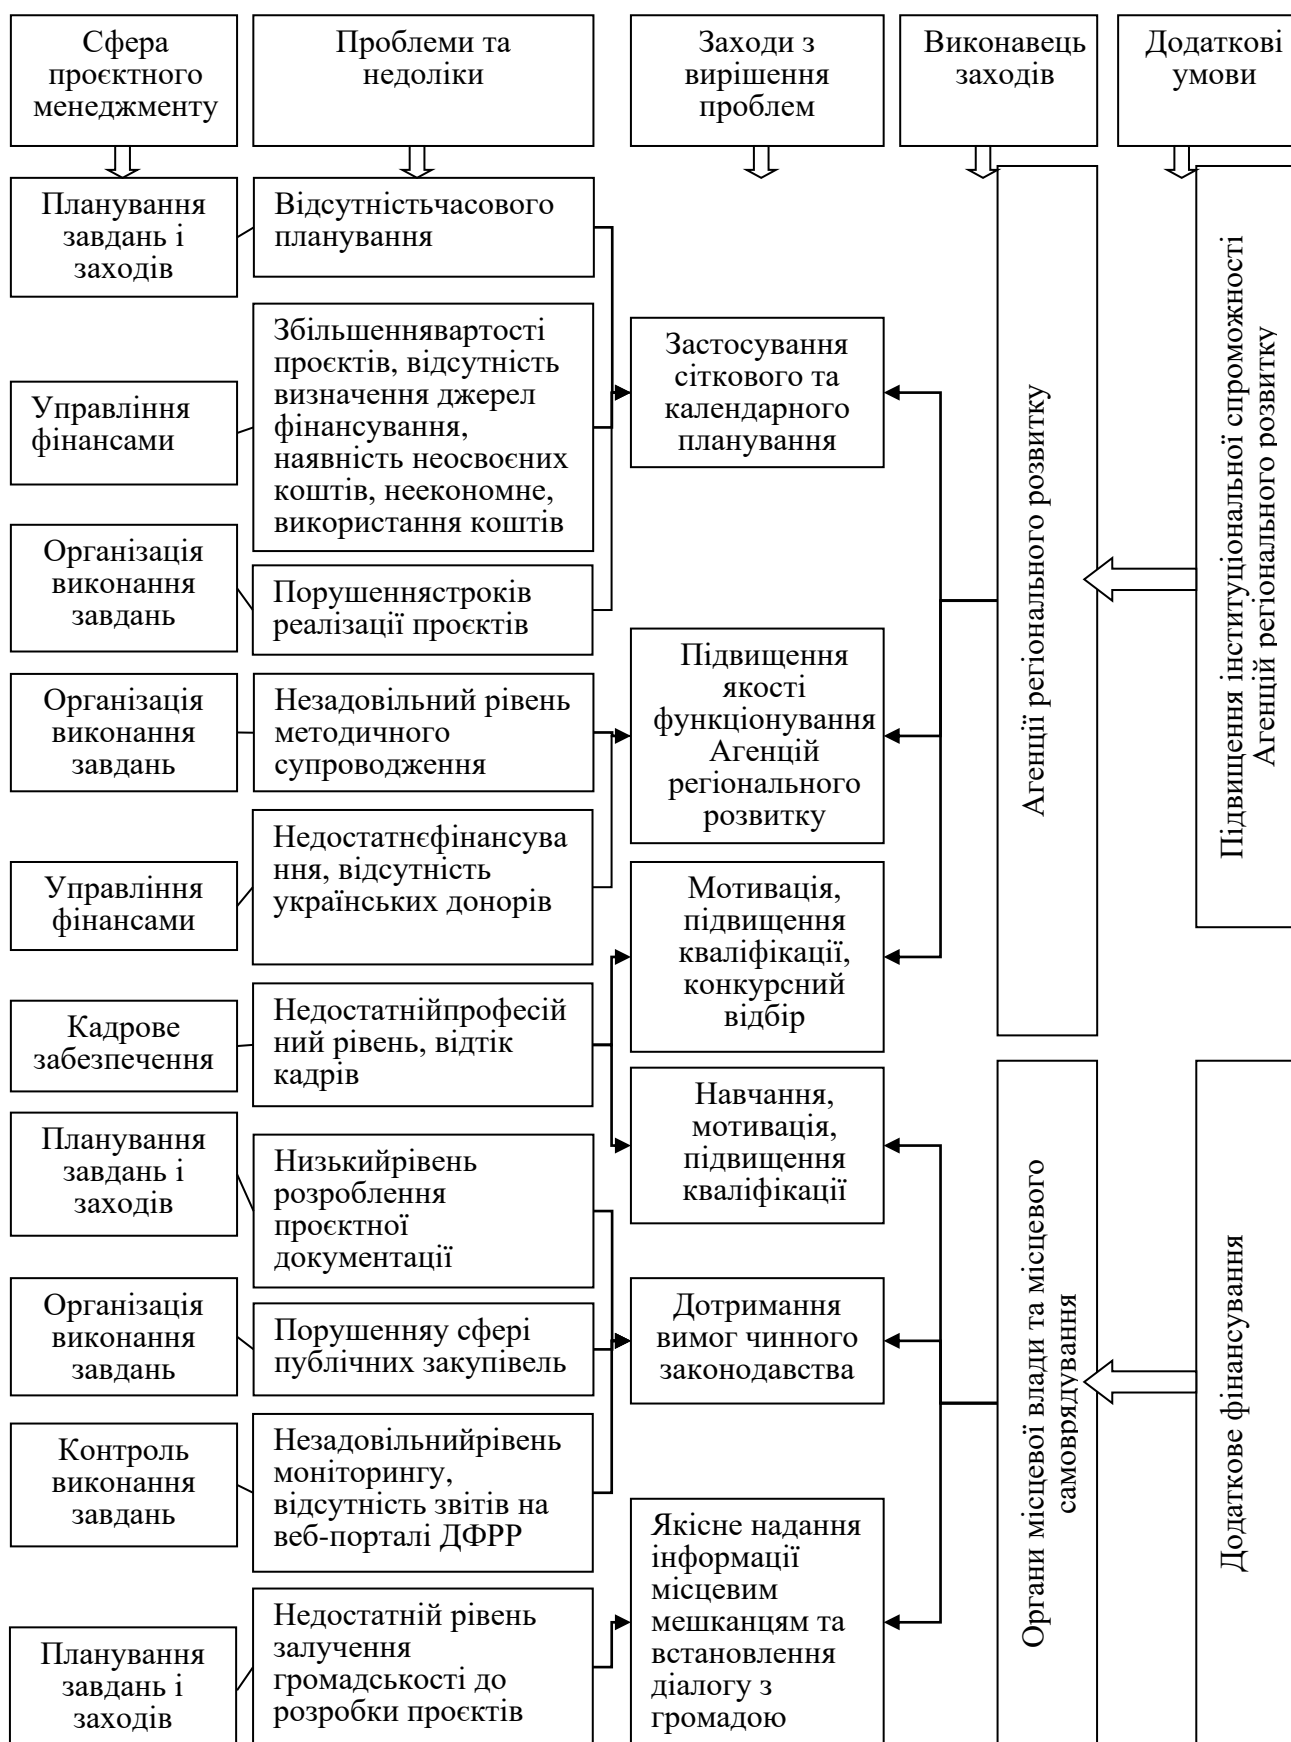 Сфера
проєктного
менеджменту
Проблеми та
недоліки
Заходи з
вирішення
проблем
Виконавець
заходів
Додаткові
умови
Планування
завдань і
заходів
Відсутністьчасового
планування
Управління
фінансами
Збільшеннявартості
проєктів, відсутність
визначення джерел
фінансування,
наявність неосвоєних
коштів, неекономне,
використання коштів
Організація
виконання
завдань
Порушеннястроків
реалізації проєктів
Організація
виконання
завдань
Незадовільний рівень
методичного
супроводження
Управління
фінансами
Недостатнєфінансува
ння, відсутність
українських донорів
Кадрове
забезпечення
Недостатнійпрофесій
ний рівень, відтік
кадрів
Планування
завдань і
заходів
Низькийрівень
розроблення
проєктної
документації
Організація
виконання
завдань
Порушенняу сфері
публічних закупівель
Контроль
виконання
завдань
Незадовільнийрівень
моніторингу,
відсутність звітів на
веб-порталі ДФРР
Планування
завдань і
заходів
Недостатній рівень
залучення
громадськості до
розробки проєктів
Застосування
сіткового та
календарного
планування
Підвищення
якості
функціонування
Агенцій
регіонального
розвитку
Мотивація,
підвищення
кваліфікації,
конкурсний
відбір
Навчання,
мотивація,
підвищення
кваліфікації
Дотримання
вимог чинного
законодавства
Якісне надання
інформації
місцевим
мешканцям та
встановлення
діалогу з
громадою
Агенції регіонального розвитку
Органи місцевої влади та місцевого
самоврядування
Підвищення інституціональної спроможності
Агенцій регіонального розвитку
Додаткове фінансування